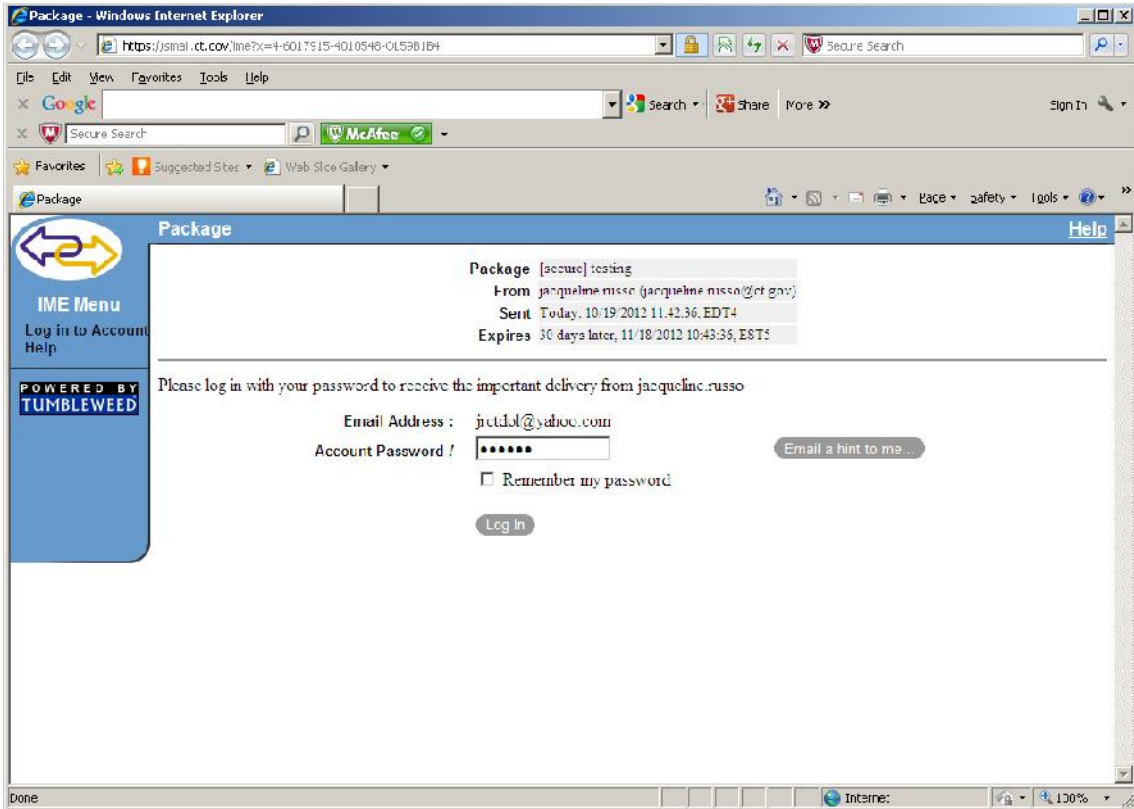 Package - Windows Internet Explorer
Secure Search
File Edit View Favorites Tools Help
Google Search Share More >> Sign In
Secure Search McAfee
Favorites Suggested Sites Web Slice Gallery
Package Page Safety Tools
Package Help
Package [secure] testing
From jacqueline russo (jacqueline.russo@ct.gov)
Sent Today, 10/19/2012 11:42:36, EDT4
Expires 30 days later, 11/18/2012 10:43:36, EST5
IME Menu
Log in to Account
Help
POWERED BY
TUMBLEWEED
Please log in with your password to receive the important delivery from jacqueline.russo
Email Address : jrctdol@yahoo.com
Account Password
Email a hint to me...
Remember my password
Log In
Done Internet 100%